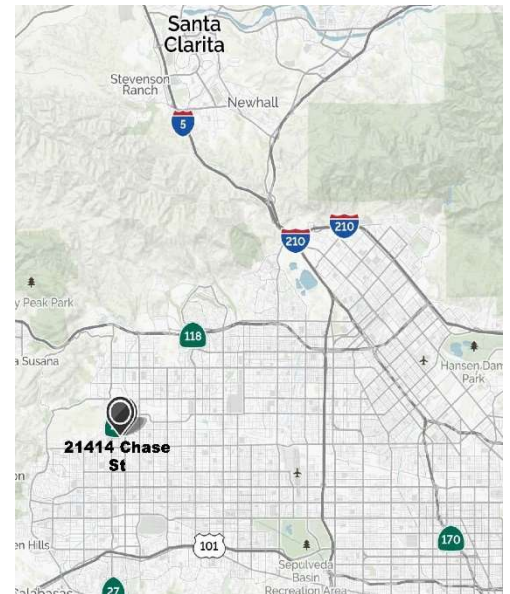 Santa
Clarita
Stevenson
Ranch
Newhall
5
210
210
y Peak Park
118
a Susana
Hansen Dam
Park
21414 Chase
St
on
en Hills
101
170
Sepulveda
Basin
Recreation Area
Calabasas
27